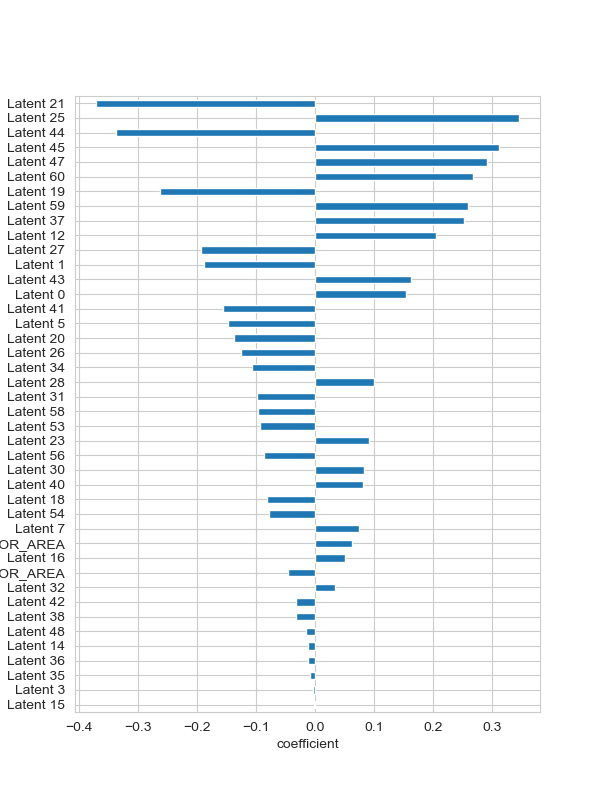 Latent 21
Latent 25
Latent 44
Latent 45
Latent 47
Latent 60
Latent 19
Latent 59
Latent 37
Latent 12
Latent 27
Latent 1
Latent 43
Latent 0
Latent 41
Latent 5
Latent 20
Latent 26
Latent 34
Latent 28
Latent 31
Latent 58
Latent 53
Latent 23
Latent 56
Latent 30
Latent 40
Latent 18
Latent 54
Latent 7
OR_AREA
Latent 16
OR_AREA
Latent 32
Latent 42
Latent 38
Latent 48
Latent 14
Latent 36
Latent 35
Latent 3
Latent 15
−0.4 −0.3 −0.2 −0.1 0.0 0.1 0.2 0.3
coefficient